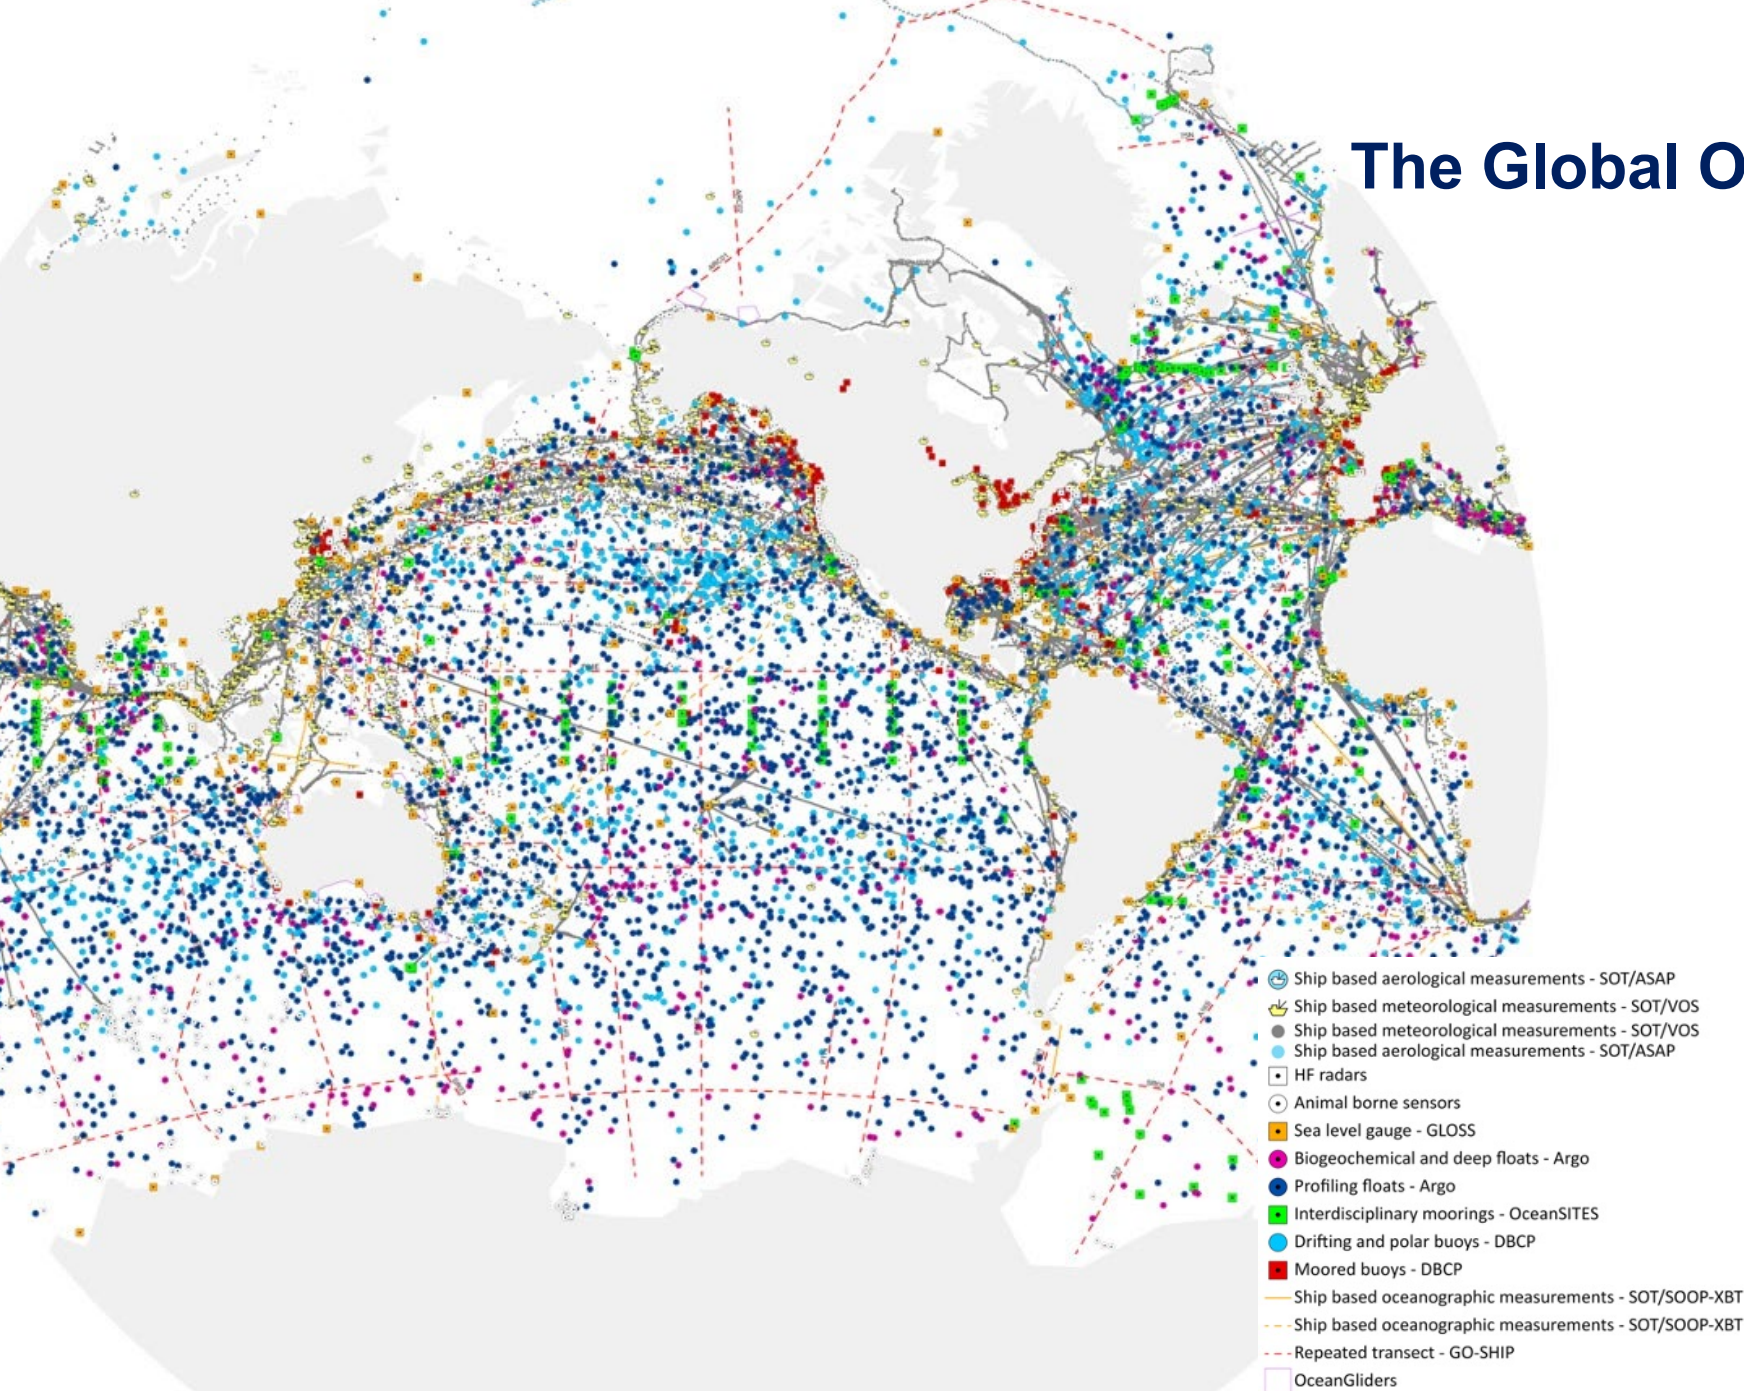 The Global O
Ship based aerological measurements - SOT/ASAP
Ship based meteorological measurements - SOT/VOS
Ship based meteorological measurements - SOT/VOS
Ship based aerological measurements - SOT/ASAP
HF radars
Animal borne sensors
Sea level gauge - GLOSS
Biogeochemical and deep floats - Argo
Profiling floats - Argo
Interdisciplinary moorings - OceanSITES
Drifting and polar buoys - DBCP
Moored buoys - DBCP
Ship based oceanographic measurements - SOT/SOOP-XBT
Ship based oceanographic measurements - SOT/SOOP-XBT
Repeated transect - GO-SHIP
OceanGliders